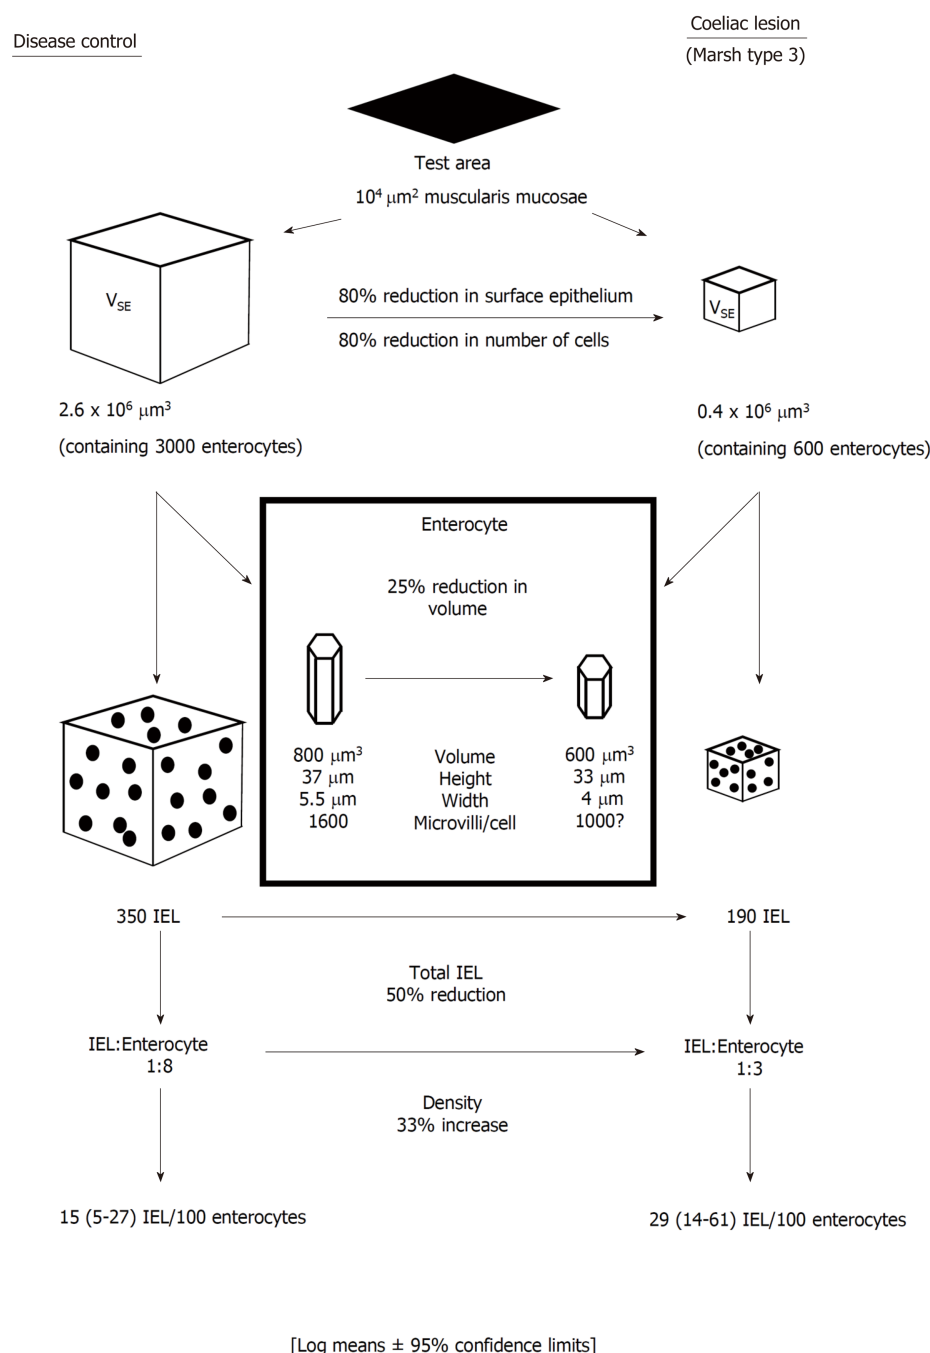 Disease control
Coeliac lesion
(Marsh type 3)
Test area
10⁴ μm² muscularis mucosae
V_SE
80% reduction in surface epithelium
80% reduction in number of cells
V_SE
2.6 x 10⁶ μm³
(containing 3000 enterocytes)
0.4 x 10⁶ μm³
(containing 600 enterocytes)
Enterocyte
25% reduction in
volume
800 μm³ Volume 600 μm³
37 μm Height 33 μm
5.5 μm Width 4 μm
1600 Microvilli/cell 1000?
350 IEL
190 IEL
Total IEL
50% reduction
IEL:Enterocyte
1:8
IEL:Enterocyte
1:3
Density
33% increase
15 (5-27) IEL/100 enterocytes
29 (14-61) IEL/100 enterocytes
[Log means ± 95% confidence limits]